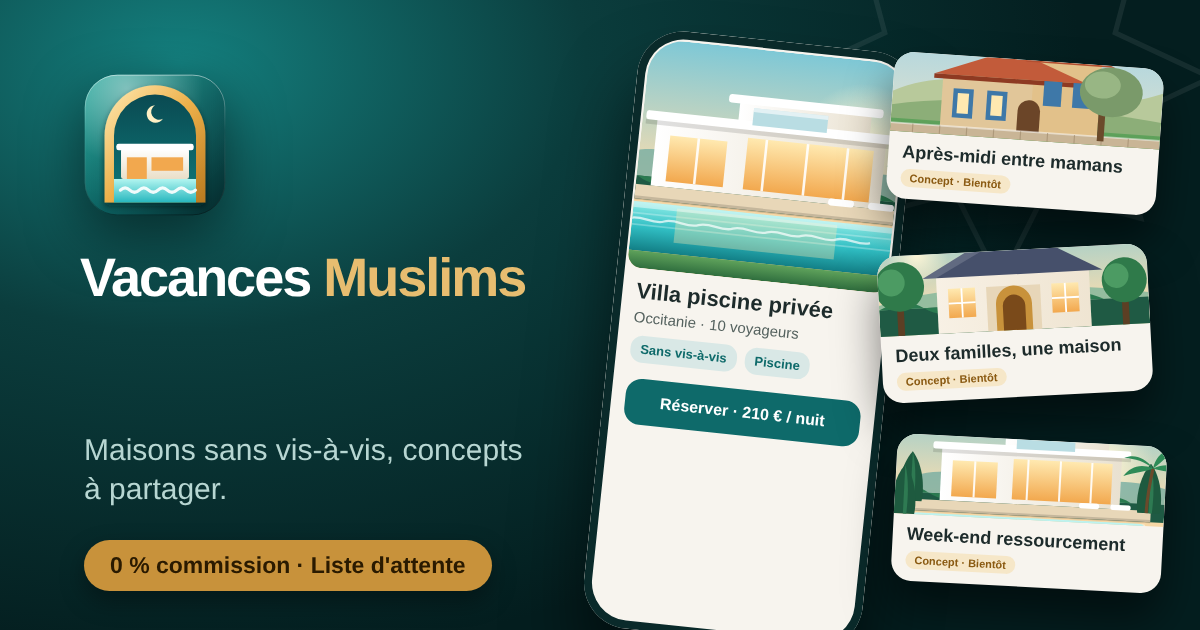 Vacances Muslims
Maisons sans vis-à-vis, concepts
à partager.
0 % commission · Liste d'attente
Villa piscine privée
Occitanie · 10 voyageurs
Sans vis-à-vis
Piscine
Réserver · 210 € / nuit
Après-midi entre mamans
Concept · Bientôt
Deux familles, une maison
Concept · Bientôt
Week-end ressourcement
Concept · Bientôt